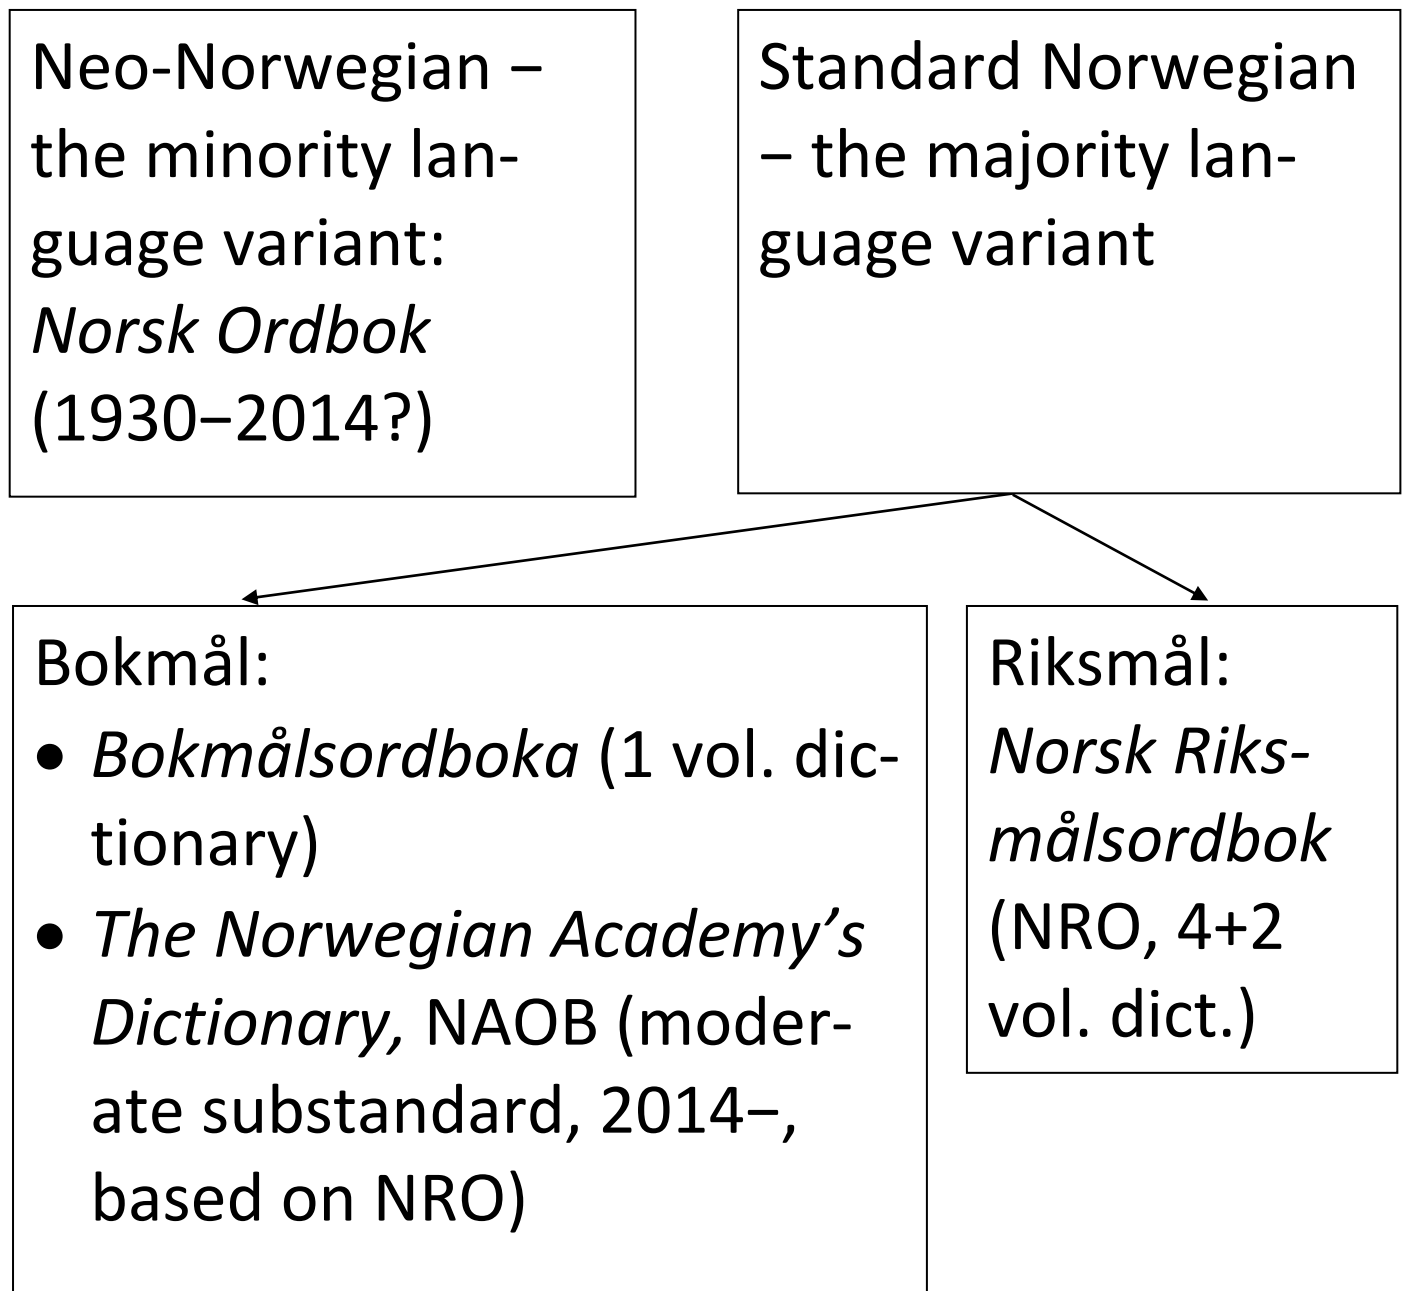 Neo-Norwegian –
the minority lan-
guage variant:
Norsk Ordbok
(1930–2014?)
Standard Norwegian
– the majority lan-
guage variant
Bokmål:
• Bokmålsordboka (1 vol. dic-
tionary)
• The Norwegian Academy’s
Dictionary, NAOB (moder-
ate substandard, 2014–,
based on NRO)
Riksmål:
Norsk Riks-
målsordbok
(NRO, 4+2
vol. dict.)